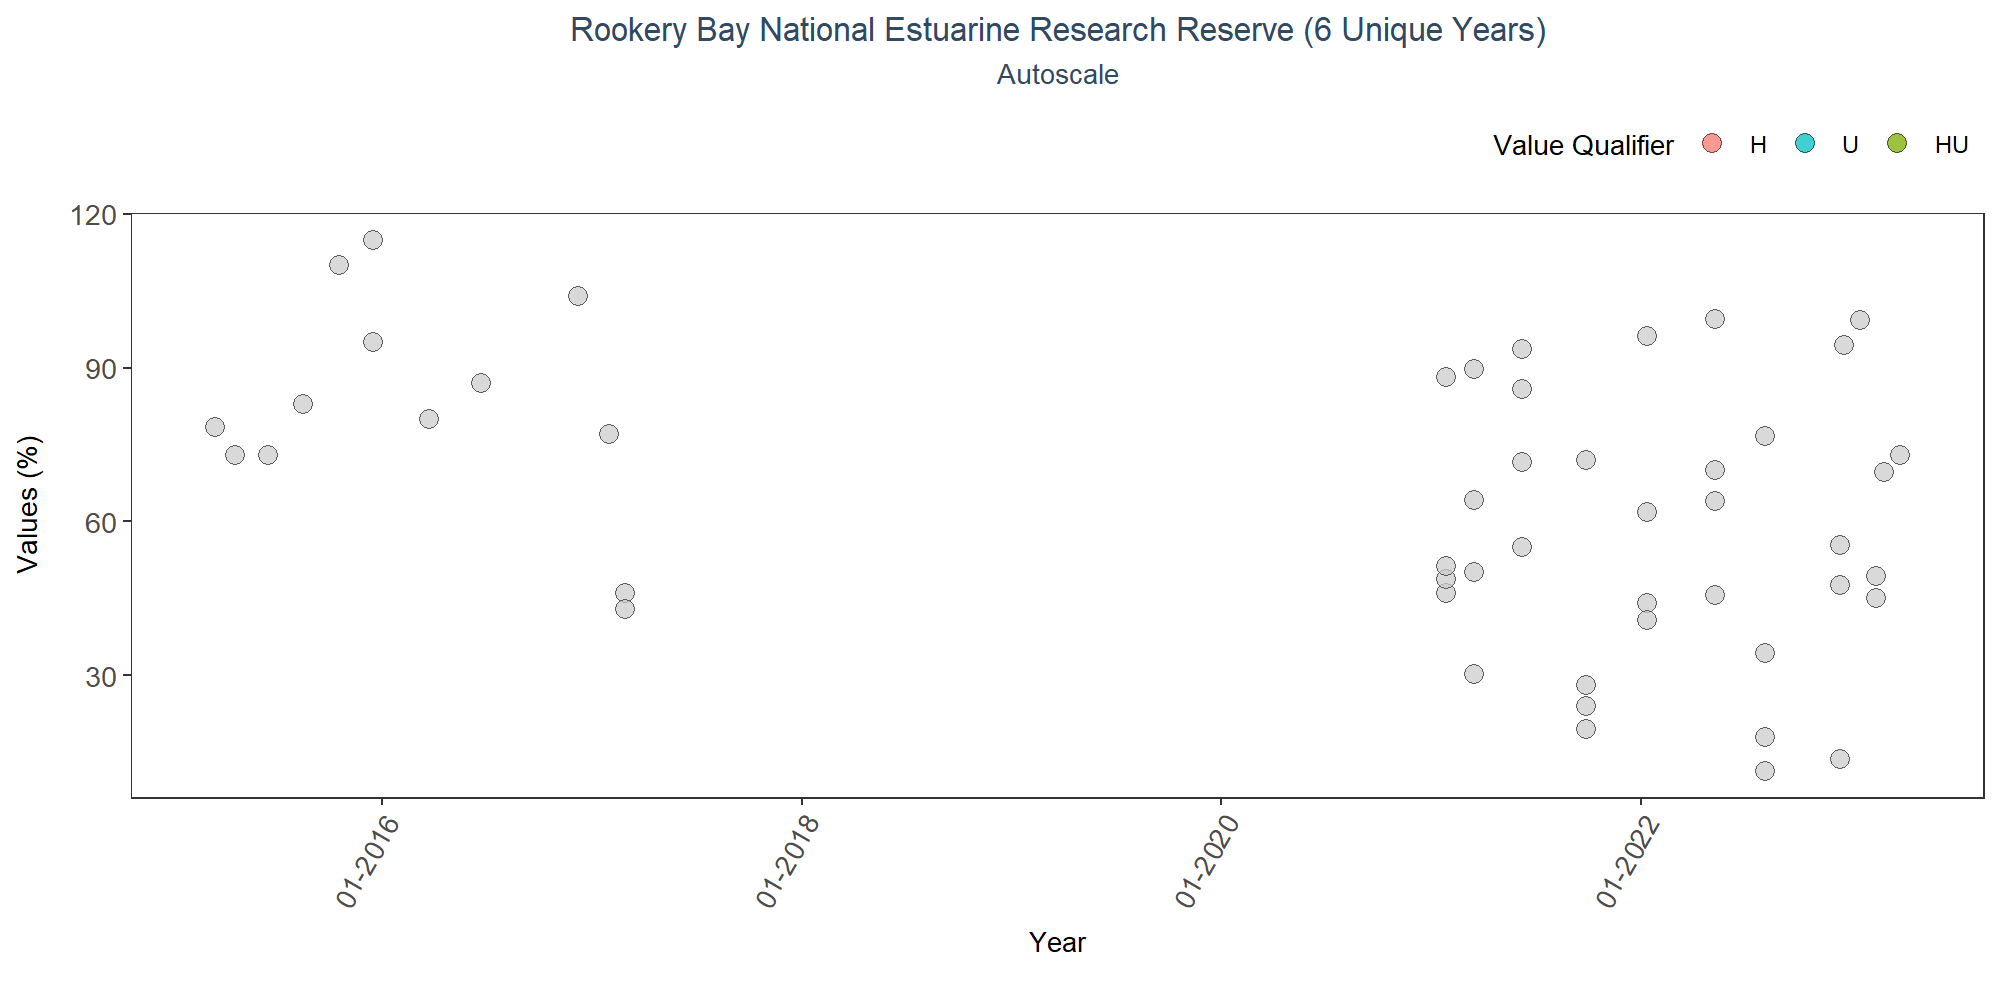 Rookery Bay National Estuarine Research Reserve (6 Unique Years)
Autoscale
Value Qualifier H U HU
120
90
60
30
Values (%)
01-2016 01-2018 01-2020 01-2022
Year